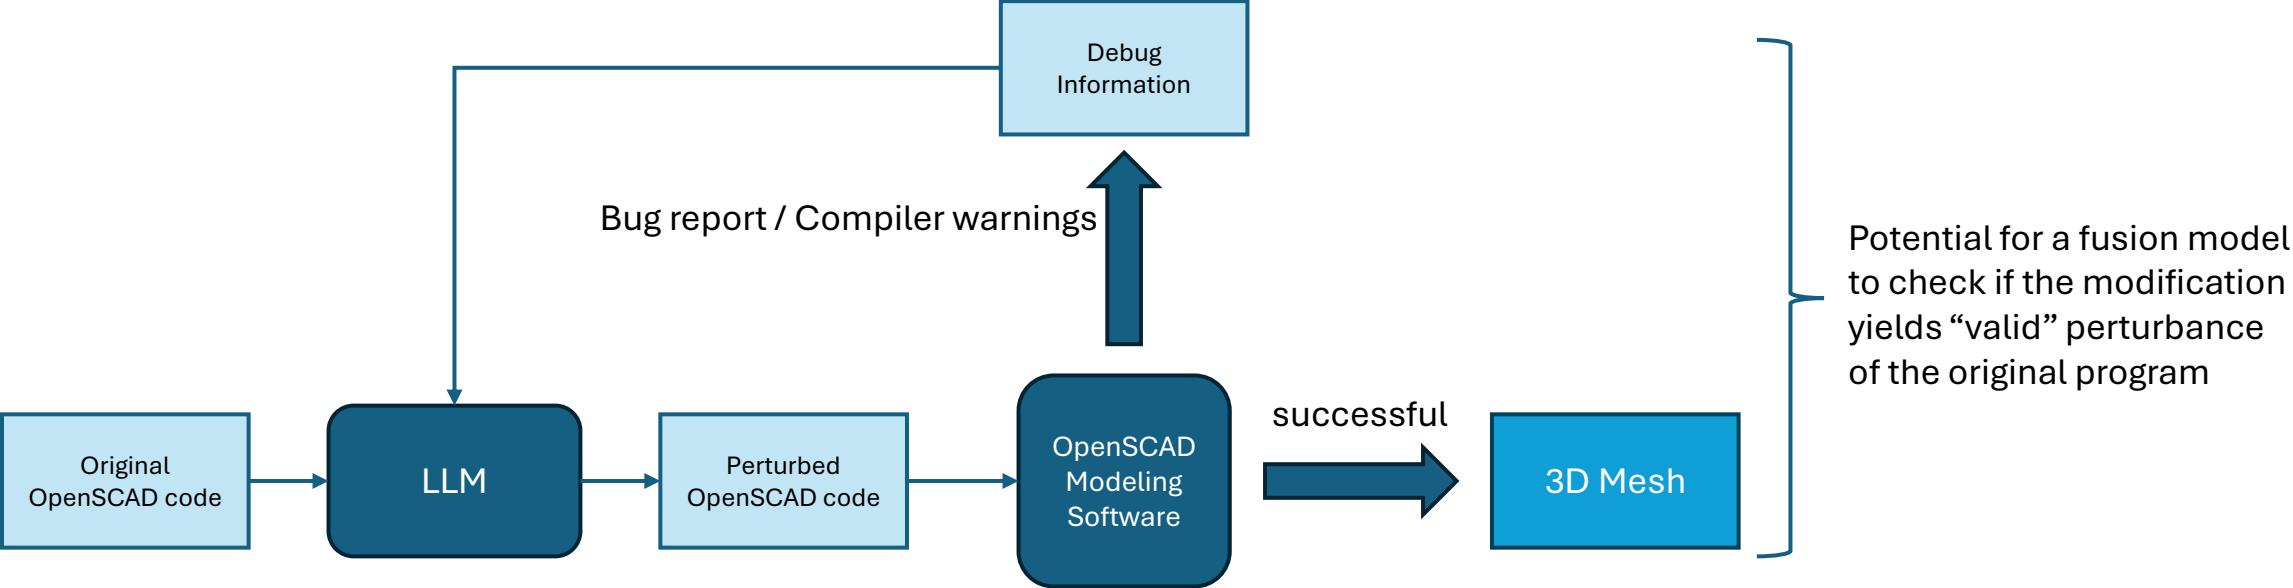 Debug
Information
Bug report / Compiler warnings
Original
OpenSCAD code
LLM
Perturbed
OpenSCAD code
OpenSCAD
Modeling
Software
successful
3D Mesh
Potential for a fusion model
to check if the modification
yields “valid” perturbance
of the original program